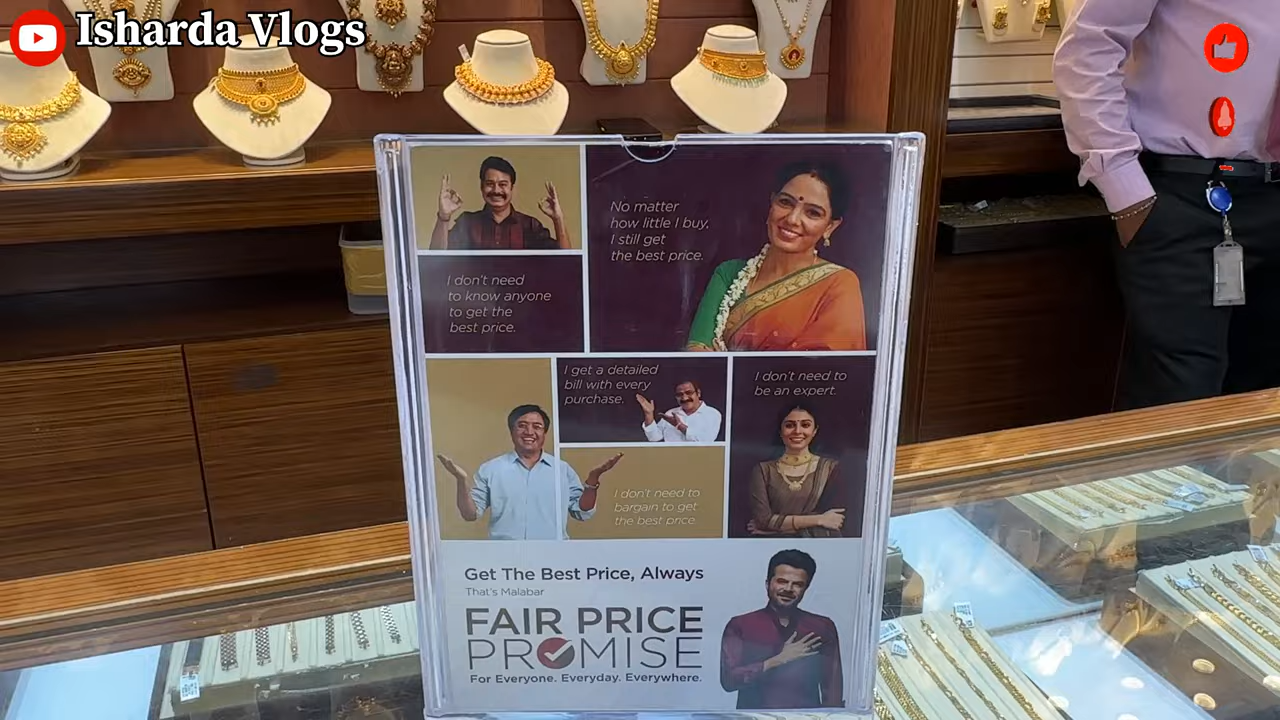 Isharda Vlogs
No matter
how little I buy,
I still get
the best price.
I don't need
to know anyone
to get the
best price.
I get a detailed
bill with every
purchase.
I don't need to
be an expert.
I don't need to
bargain to get
the best price.
Get The Best Price, Always
That's Malabar
FAIR PRICE
PROMISE
For Everyone. Everyday. Everywhere.